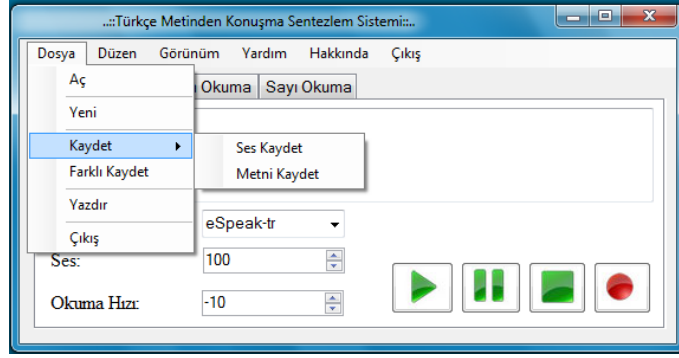 ..::Türkçe Metinden Konuşma Sentezlem Sistemi::..
Dosya Düzen Görünüm Yardım Hakkında Çıkış
Okuma Sayı Okuma
Aç
Yeni
Kaydet
Ses Kaydet
Metni Kaydet
Farklı Kaydet
Yazdır
Çıkış
eSpeak-tr
Ses: 100
Okuma Hızı: -10